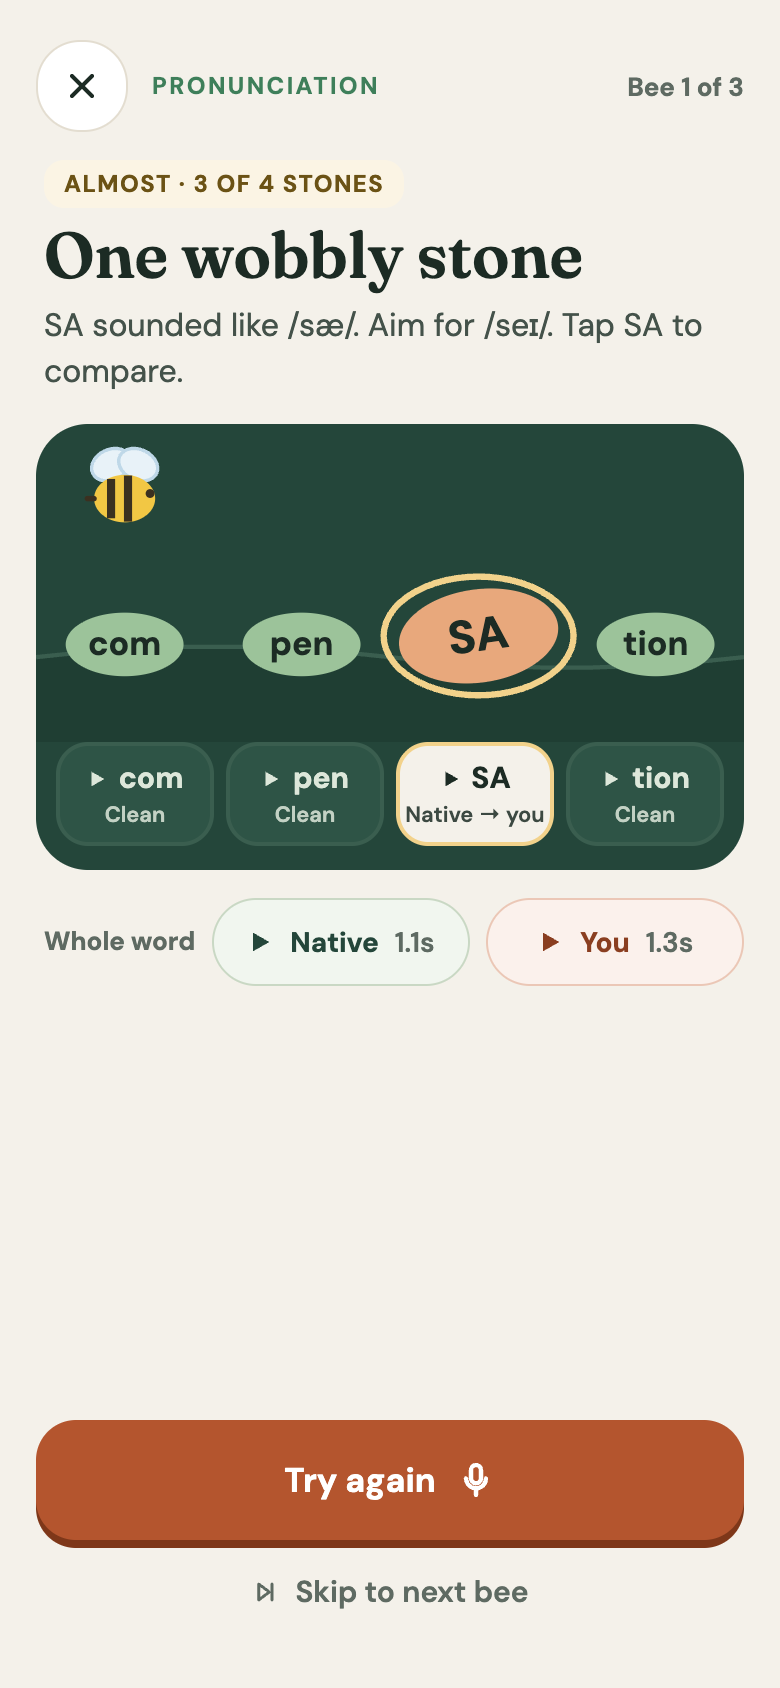 PRONUNCIATION
Bee 1 of 3
ALMOST · 3 OF 4 STONES
One wobbly stone
SA sounded like /sæ/. Aim for /seɪ/. Tap SA to
compare.
com
pen
SA
tion
com
Clean
pen
Clean
SA
Native → you
tion
Clean
Whole word
Native 1.1s
You 1.3s
Try again
Skip to next bee